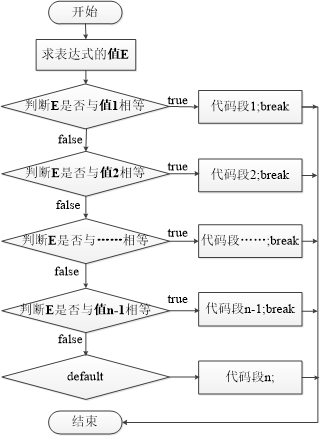 开始
求表达式的值E
判断E是否与值1相等
true
代码段1;break
false
判断E是否与值2相等
true
代码段2;break
false
判断E是否与……相等
true
代码段……;break
false
判断E是否与值n-1相等
true
代码段n-1;break
false
default
代码段n;
结束